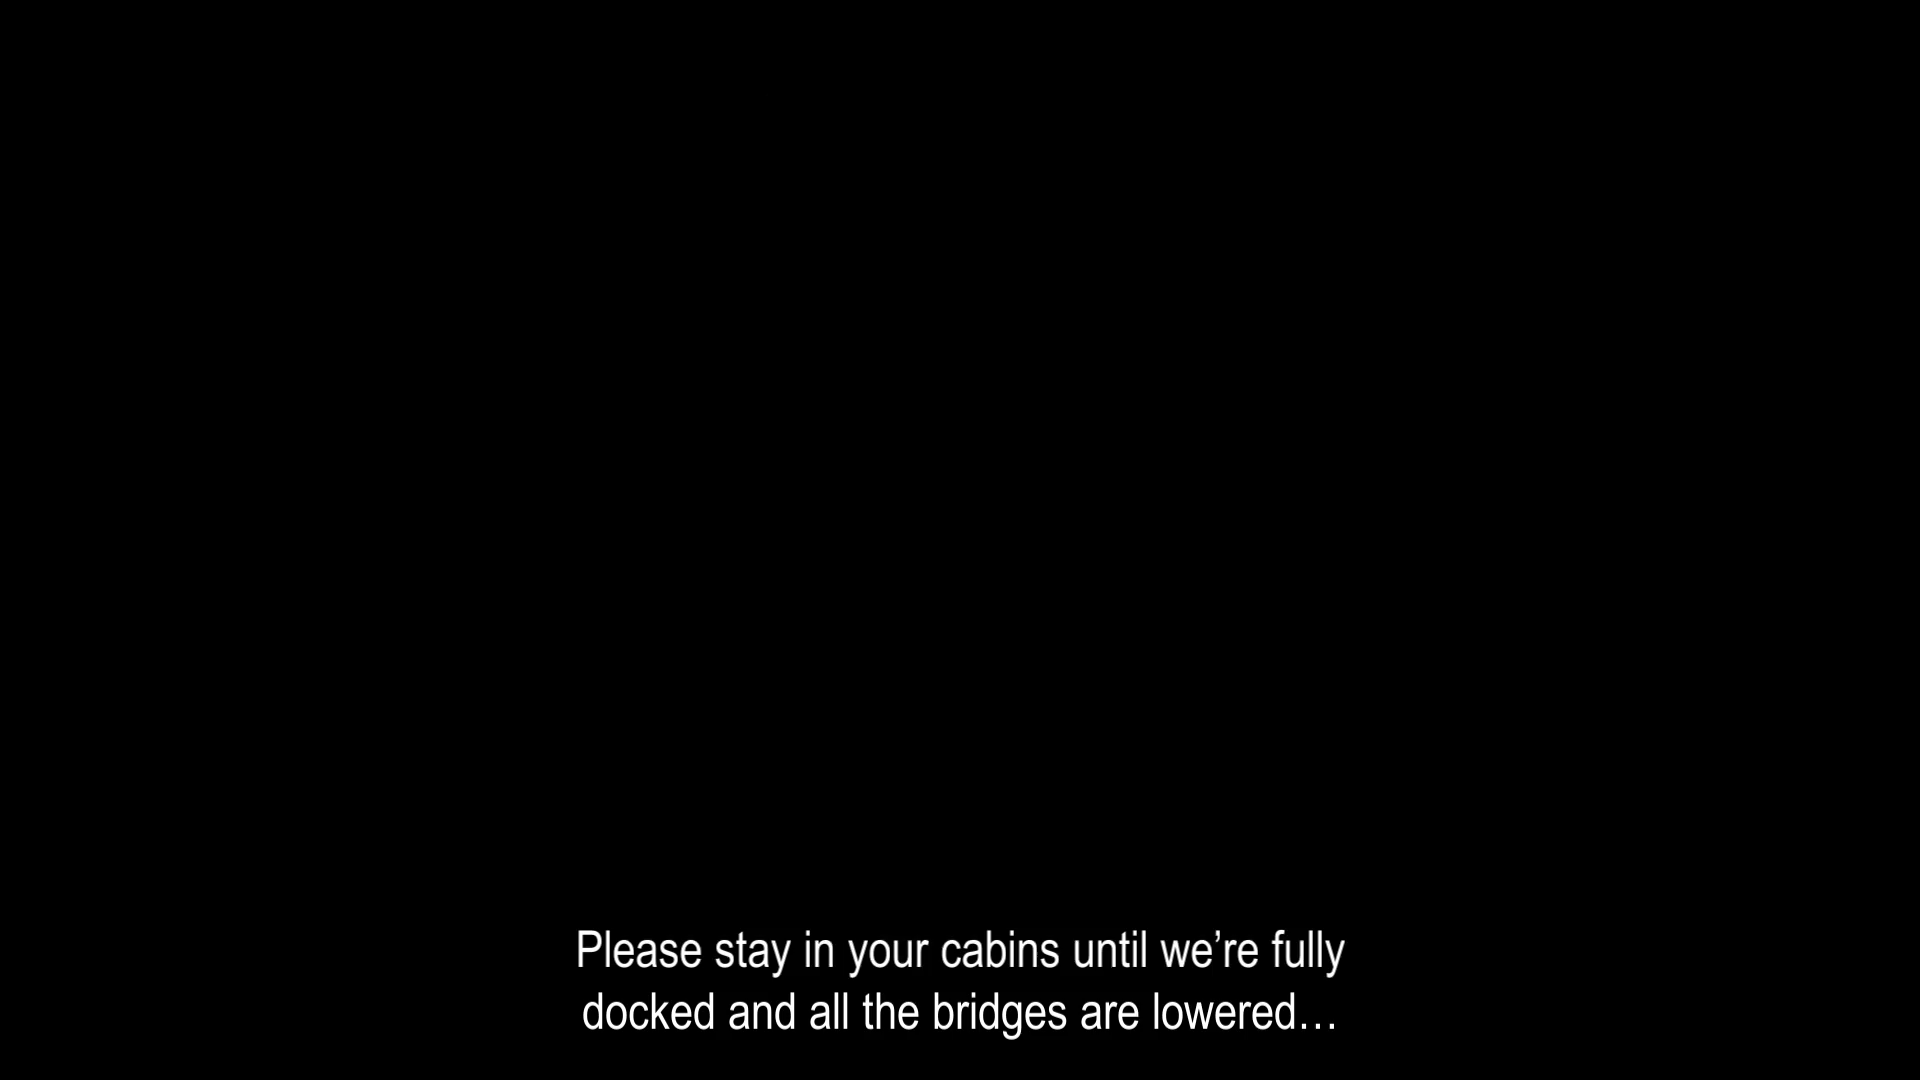 Please stay in your cabins until we’re fully
docked and all the bridges are lowered…